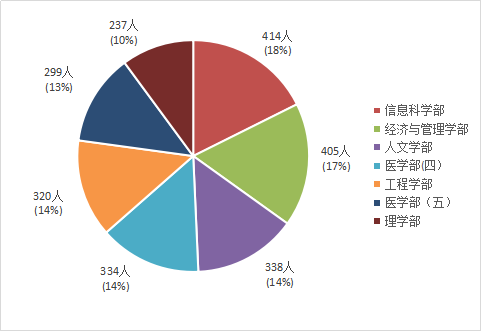 237人
(10%)
414人
(18%)
299人
(13%)
405人
(17%)
320人
(14%)
334人
(14%)
338人
(14%)
信息科学部
经济与管理学部
人文学部
医学部(四）
工程学部
医学部（五）
理学部